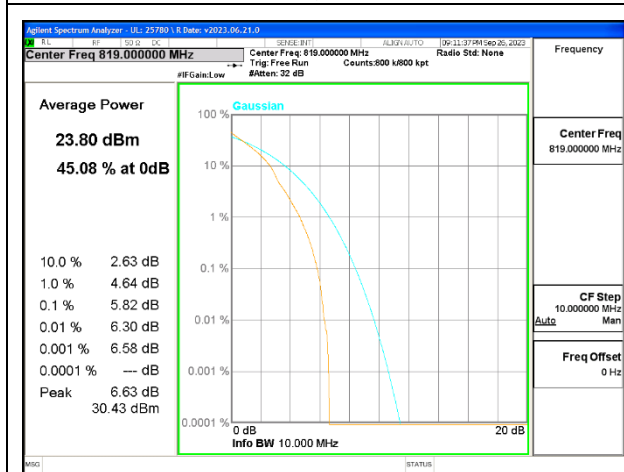 Agilent Spectrum Analyzer - UL: 25780 \ R Date: v2023.06.21.0
RL RF 50 Ω DC SENSE:INT ALIGN AUTO 09:11:37 PM Sep 26, 2023
Center Freq 819.000000 MHz
Center Freq: 819.000000 MHz Radio Std: None
Trig: Free Run Counts:800 k/800 kpt
#IFGain:Low #Atten: 32 dB
Frequency
Average Power
23.80 dBm
45.08 % at 0dB
10.0 % 2.63 dB
1.0 % 4.64 dB
0.1 % 5.82 dB
0.01 % 6.30 dB
0.001 % 6.58 dB
0.0001 % --- dB
Peak 6.63 dB
30.43 dBm
Gaussian
100 %
10 %
1 %
0.1 %
0.01 %
0.001 %
0.0001 %
0 dB 20 dB
Info BW 10.000 MHz
Center Freq
819.000000 MHz
CF Step
10.000000 MHz
Auto Man
Freq Offset
0 Hz
MSG STATUS